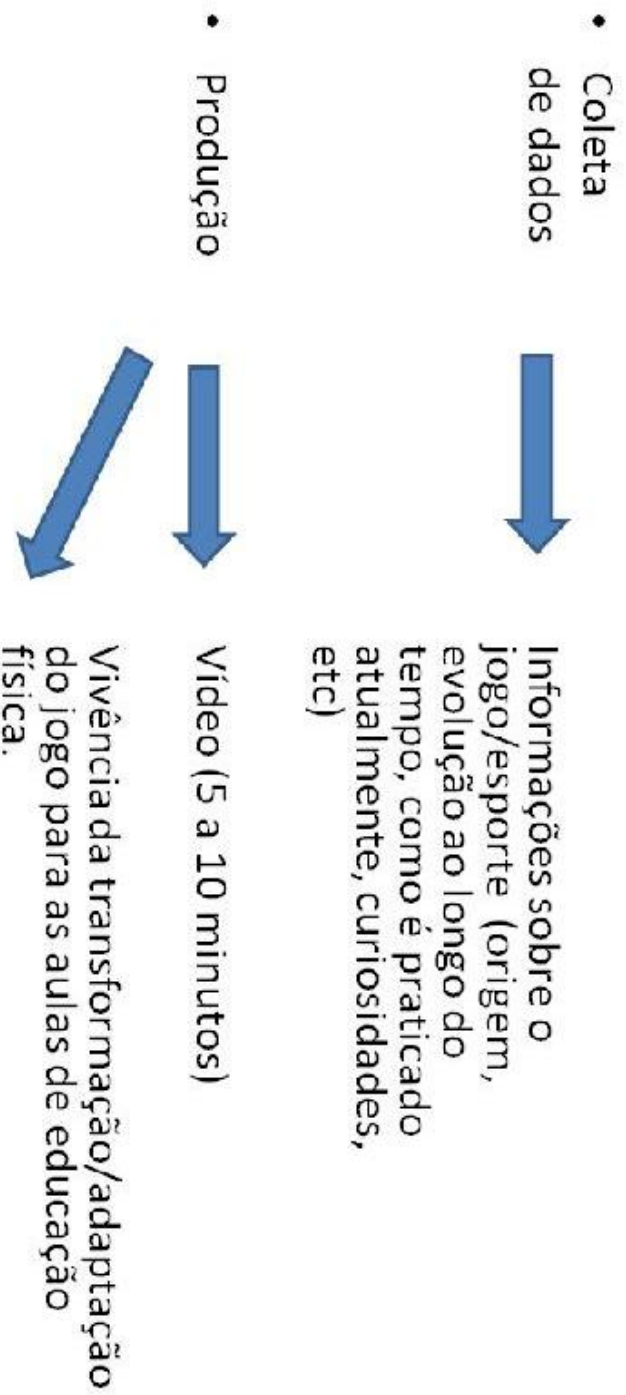 • Coleta
de dados
Informações sobre o
jogo/esporte (origem,
evolução ao longo do
tempo, como é praticado
atualmente, curiosidades,
etc)
• Produção
Vídeo (5 a 10 minutos)
Vivência da transformação/adaptação
do jogo para as aulas de educação
física.